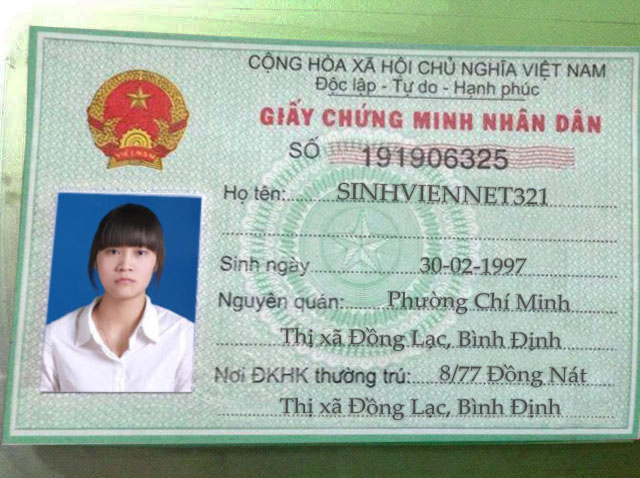 CỘNG HÒA XÃ HỘI CHỦ NGHĨA VIỆT NAM
Độc lập - Tự do - Hạnh phúc
GIẤY CHỨNG MINH NHÂN DÂN
SỐ 191906325
VIỆT NAM
Họ tên: SINHVIENNET321
Sinh ngày 30-02-1997
Nguyên quán: Phường Chí Minh
Thị xã Đồng Lạc, Bình Định
Nơi ĐKHK thường trú: 8/77 Đồng Nát
Thị xã Đồng Lạc, Bình Định